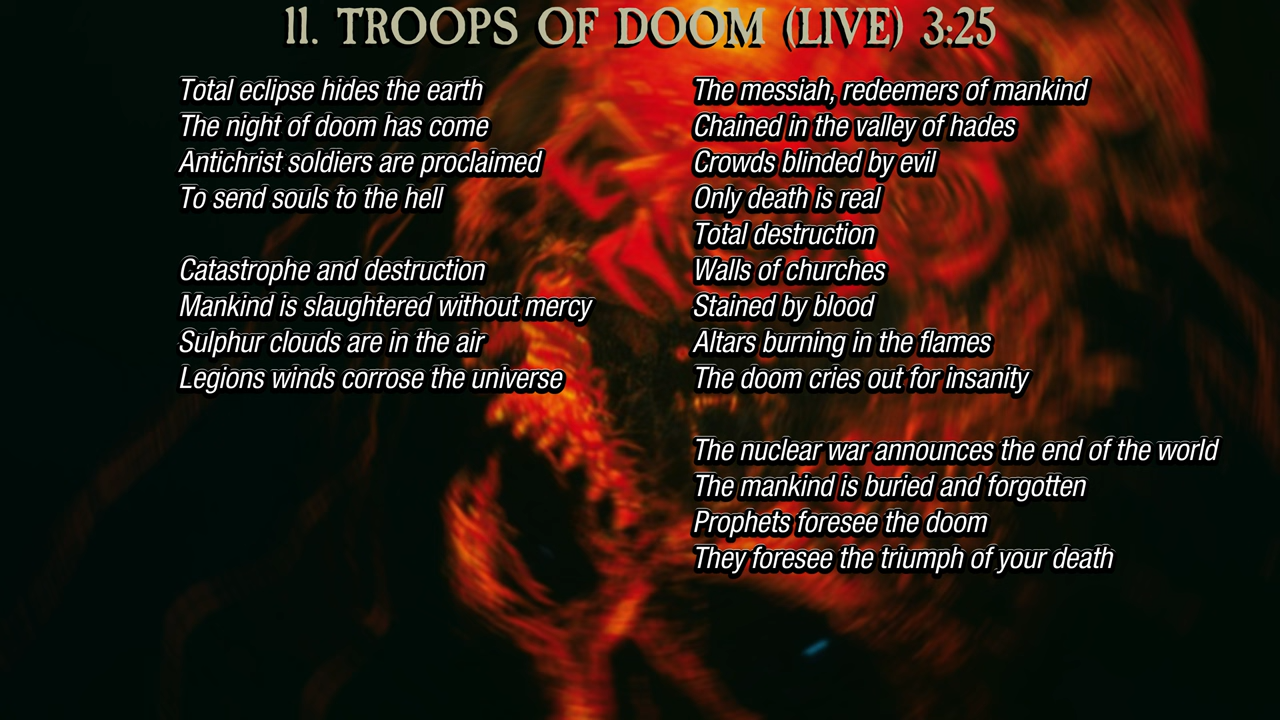 11. TROOPS OF DOOM (LIVE) 3:25
Total eclipse hides the earth
The night of doom has come
Antichrist soldiers are proclaimed
To send souls to the hell
Catastrophe and destruction
Mankind is slaughtered without mercy
Sulphur clouds are in the air
Legions winds corrose the universe
The messiah, redeemers of mankind
Chained in the valley of hades
Crowds blinded by evil
Only death is real
Total destruction
Walls of churches
Stained by blood
Altars burning in the flames
The doom cries out for insanity
The nuclear war announces the end of the world
The mankind is buried and forgotten
Prophets foresee the doom
They foresee the triumph of your death